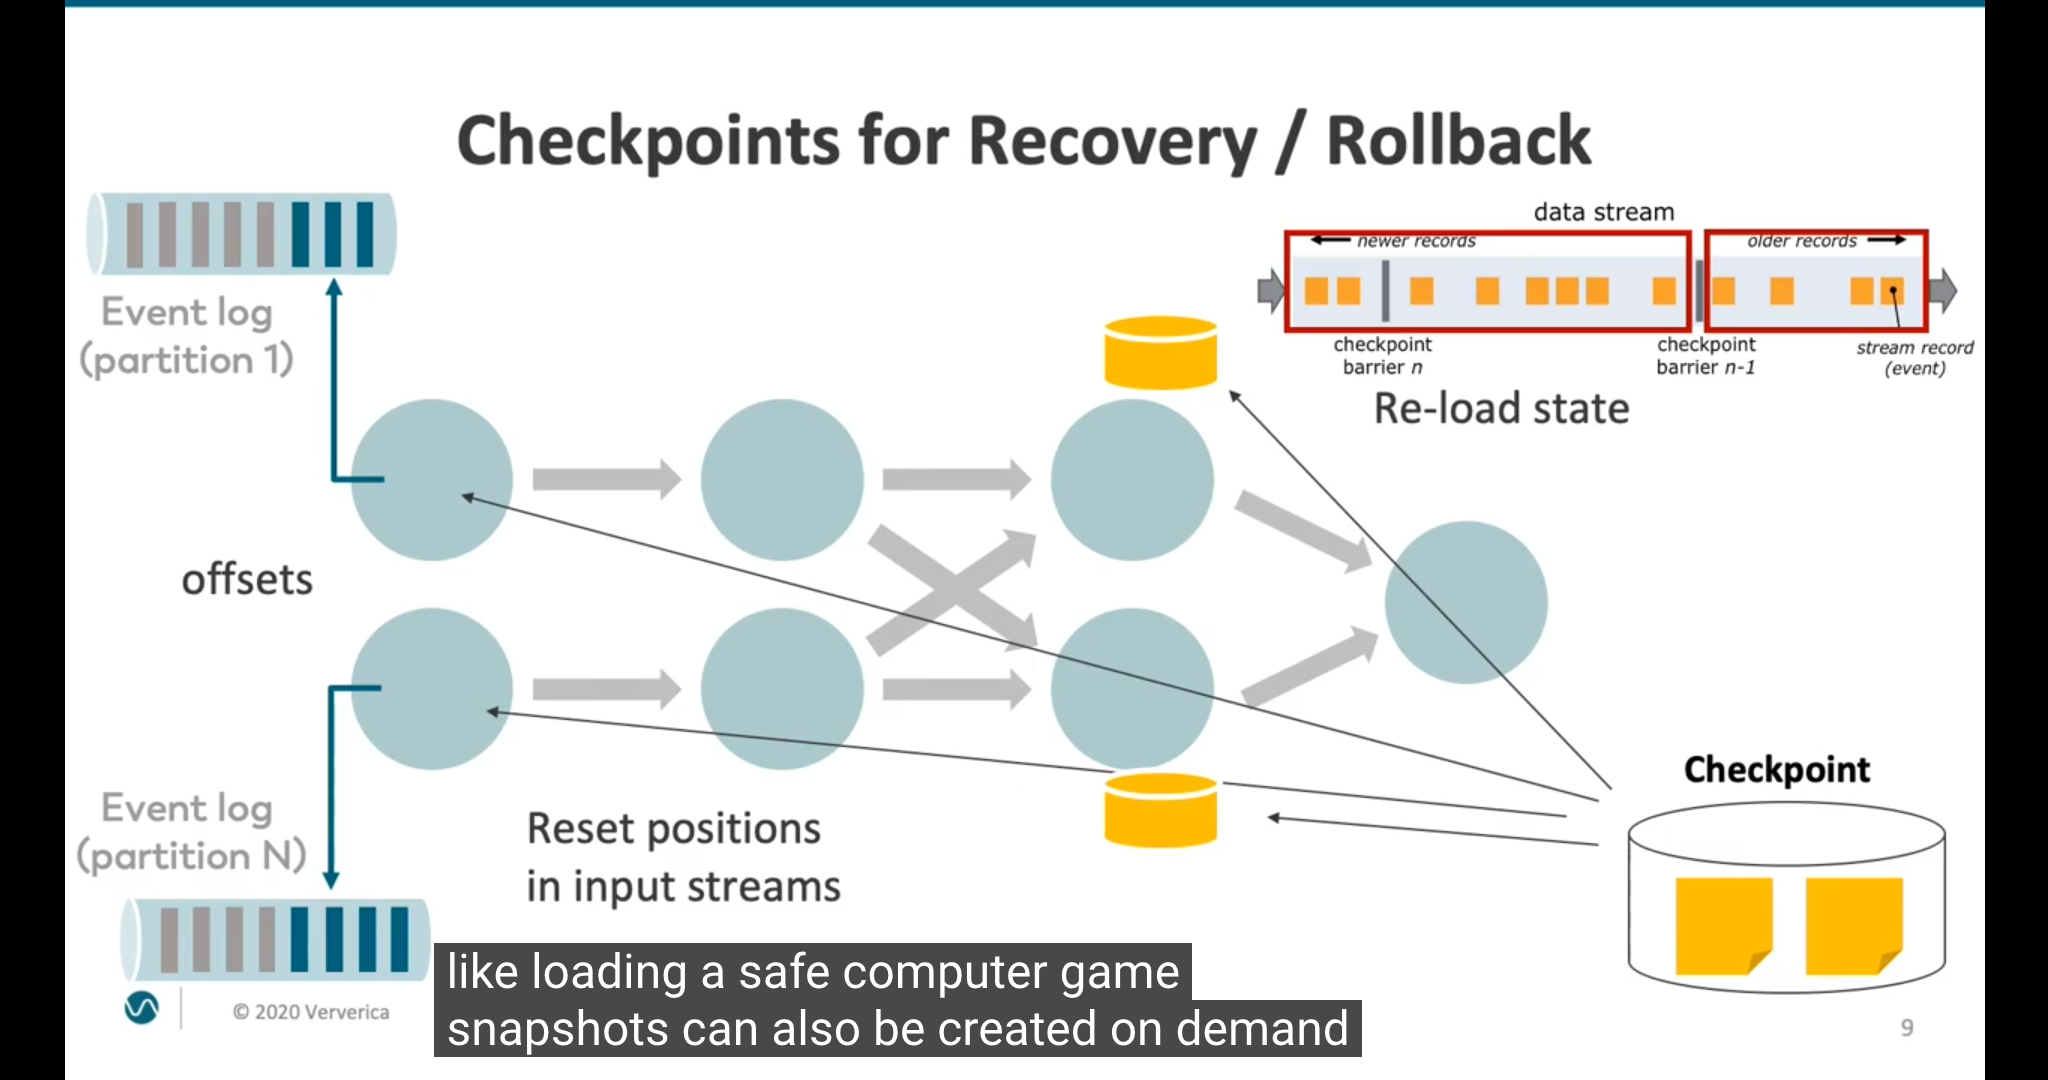 Checkpoints for Recovery / Rollback
data stream
newer records
older records
checkpoint
barrier n
checkpoint
barrier n-1
stream record
(event)
Re-load state
Event log
(partition 1)
offsets
Event log
(partition N)
Reset positions
in input streams
Checkpoint
like loading a safe computer game
snapshots can also be created on demand
© 2020 Ververica
9